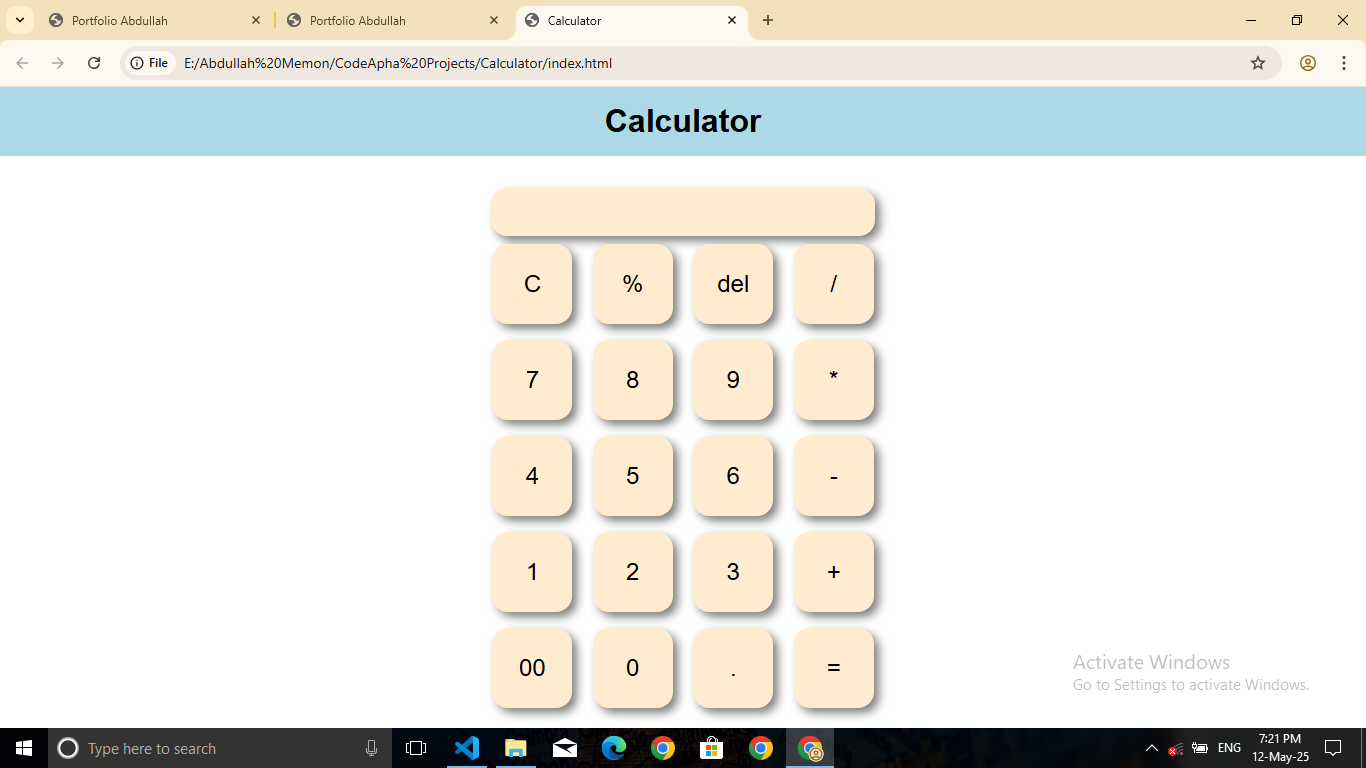 Portfolio Abdullah
Portfolio Abdullah
Calculator
File
E:/Abdullah%20Memon/CodeApha%20Projects/Calculator/index.html
Calculator
C % del /
7 8 9 *
4 5 6 -
1 2 3 +
00 0 . =
Activate Windows
Go to Settings to activate Windows.
Type here to search
ENG
7:21 PM
12-May-25